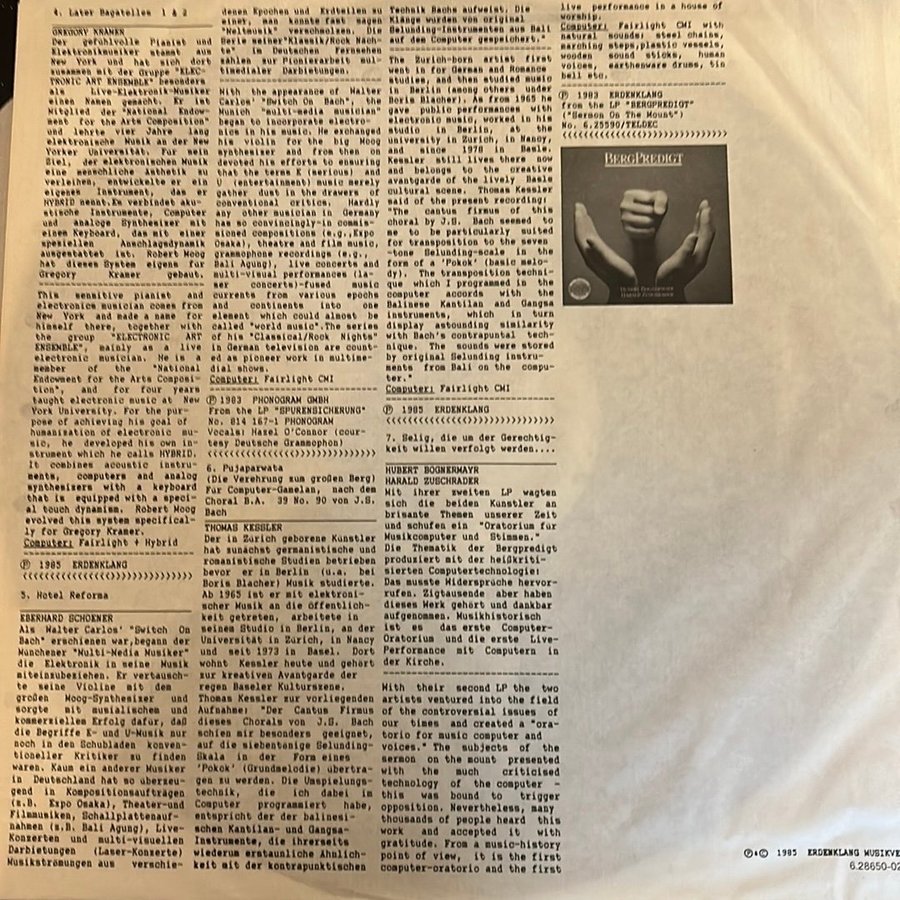 4. Later Bagatellen 1 & 2
GREGORY KRAMER
Der gefühlvolle Pianist und
Elektronikmusiker stammt aus
New York und hat sich dort
zusammen mit der Gruppe "ELEC-
TRONIC ART ENSEMBLE" besonders
als Live-Elektronik-Musiker
einen Namen gemacht. Er ist
Mitglied der "National Endow-
ment for the Arts Composition"
und lehrte vier Jahre lang
elektronische Musik an der New
Yorker Universität. Für sein
Ziel, der elektronischen Musik
eine menschliche Ästhetik zu
verleihen, entwickelte er ein
eigenes Instrument, das er
HYBRID nennt.Es verbindet aku-
stische Instrumente, Computer
und analoge Synthesizer mit
einem Keyboard, das mit einer
speziellen Anschlagsdynamik
ausgestattet ist. Robert Moog
hat dieses System eigens für
Gregory Kramer gebaut.
This sensitive pianist and
electronics musician comes from
New York and made a name for
himself there, together with
the group "ELECTRONIC ART
ENSEMBLE", mainly as a live
electronic musician. He is a
member of the "National
Endowment for the Arts Composi-
tion", and for four years
taught electronic music at New
York University. For the pur-
pose of achieving his goal of
humanization of electronic mu-
sic, he developed his own in-
strument which he calls HYBRID.
It combines acoustic instru-
ments, computers and analog
synthesizers with a keyboard
that is equipped with a speci-
al touch dynamism. Robert Moog
evolved this system specifical-
ly for Gregory Kramer.
Computer: Fairlight + Hybrid
Ⓟ 1985 ERDENKLANG
<<<<<<<<<<<<<<<>>>>>>>>>>>>>>>
5. Hotel Reforma
EBERHARD SCHOENER
Als Walter Carlos' "Switch On
Bach" erschienen war,begann der
Münchener "Multi-Media Musiker"
die Elektronik in seine Musik
miteinzubeziehen. Er vertausch-
te seine Violine mit dem
großen Moog-Synthesizer und
sorgte mit musialischem und
kommerziellem Erfolg dafür, daß
die Begriffe E- und U-Musik nur
noch in den Schubladen konven-
tioneller Kritiker zu finden
waren. Kaum ein anderer Musiker
in Deutschland hat so überzeu-
gend in Kompositionsaufträgen
(z.B. Expo Osaka), Theater-und
Filmmusiken, Schallplattenauf-
nahmen (z.B. Bali Agung), Live-
Konzerten und multi-visuellen
Darbietungen (Laser-Konzerte)
Musikströmungen aus verschie-
denen Epochen und Erdteilen zu
einer, man könnte fast sagen
"Weltmusik" verschmolzen. Die
Serie seiner"Klassik/Rock Näch-
te" im Deutschen Fernsehen
zählen zur Pionierarbeit mul-
timedialer Darbietungen.
With the appearance of Walter
Carlos' "Switch On Bach", the
Munich "multi-media musician"
began to incorporate electro-
nics in his music. He exchanged
his violin for the big Moog
synthesizer and from then on
devoted his efforts to ensuring
that the terms E (serious) and
U (entertainment) music merely
gather dust in the drawers of
conventional critics. Hardly
any other musician in Germany
has so convincingly-in commis-
sioned compositions (e.g.,Expo
Osaka), theatre and film music,
gramophone recordings (e.g.,
Bali Agung), live concerts and
multi-visual performances (la-
ser concerts)-fused music
currents from various epochs
and continents into one
element which could almost be
called "world music".The series
of his "Classical/Rock Nights"
in German television are count-
ed as pioneer work in multime-
dial shows.
Computer: Fairlight CMI
Ⓟ 1983 PHONOGRAM GMBH
From the LP "SPURENSICHERUNG"
No. 814 167-1 PHONOGRAM
Vocals: Hazel O'Connor (cour-
tesy Deutsche Grammophon)
<<<<<<<<<<<<<<<>>>>>>>>>>>>>>>
6. Pujaparwata
(Die Verehrung zum großen Berg)
Für Computer-Gamelan, nach dem
Choral B.A. 39 No. 90 von J.S.
Bach
THOMAS KESSLER
Der in Zürich geborene Künstler
hat zunächst germanistische und
romanistische Studien betrieben
bevor er in Berlin (u.a. bei
Boris Blacher) Musik studierte.
Ab 1965 ist er mit elektroni-
scher Musik an die Öffentlich-
keit getreten, arbeitete in
seinem Studio in Berlin, an der
Universität in Zürich, in Nancy
und seit 1973 in Basel. Dort
wohnt Kessler heute und gehört
zur kreativen Avantgarde der
regen Baseler Kulturszene.
Thomas Kessler zur vorliegenden
Aufnahme: "Der Cantus Firmus
dieses Chorals von J.S. Bach
schien mir besonders geeignet,
auf die siebentönige Selunding-
Skala in der Form eines
'Pokok' (Grundmelodie) übertra-
gen zu werden. Die Umspielungs-
technik, die ich dabei im
Computer programmiert habe,
entspricht der der balinesi-
schen Kantilan- und Gangsa-
Instrumente, die ihrerseits
wiederum erstaunliche Ähnlich-
keit mit der kontrapunktischen
Technik Bachs aufweist. Die
Klänge wurden von original
Selunding-Instrumenten aus Bali
auf dem Computer gespeichert."
The Zurich-born artist first
went in for German and Romance
studies, and then studied music
in Berlin (among others under
Boris Blacher). As from 1965 he
gave public performances with
electronic music, worked in his
studio in Berlin, at the
university in Zurich, in Nancy,
and since 1978 in Basle.
Kessler still lives there now
and belongs to the creative
avantgarde of the lively Basle
cultural scene. Thomas Kessler
said of the present recording:
"The cantus firmus of this
choral by J.S. Bach seemed to
me to be particularly suited
for transposition to the seven
-tone Selunding-scale in the
form of a 'Pokok' (basic melo-
dy). The transposition techni-
que which I programmed in the
computer accords with the
Balinese Kantilan and Gangsa
instruments, which in turn
display astounding similarity
with Bach's contrapuntal tech-
nique. The sounds were stored
by original Selunding instru-
ments from Bali on the compu-
ter."
Computer: Fairlight CMI
Ⓟ 1985 ERDENKLANG
<<<<<<<<<<<<<<<>>>>>>>>>>>>>>>
7. Selig, die um der Gerechtig-
keit willen verfolgt werden....
HUBERT BOGNERMAYR
HARALD ZUSCHRADER
Mit ihrer zweiten LP wagten
sich die beiden Künstler an
brisante Themen unserer Zeit
und schufen ein "Oratorium für
Musikcomputer und Stimmen."
Die Thematik der Bergpredigt
produziert mit der heißkriti-
sierten Computertechnologie:
Das musste Widersprüche hervor-
rufen. Zigtausende aber haben
dieses Werk gehört und dankbar
aufgenommen. Musikhistorisch
ist es das erste Computer-
Oratorium und die erste Live-
Performance mit Computern in
der Kirche.
With their second LP the two
artists ventured into the field
of the controversial issues of
our times and created a "ora-
torio for music computer and
voices." The subjects of the
sermon on the mount presented
with the much criticised
technology of the computer -
this was bound to trigger
opposition. Nevertheless, many
thousands of people heard this
work and accepted it with
gratitude. From a music-history
point of view, it is the first
computer-oratorio and the first
live performance in a house of
worship.
Computer: Fairlight CMI with
natural sounds: steel chains,
marching steps,plastic vessels,
wooden sound sticks, human
voices, earthenware drums, tin
bell etc.
Ⓟ 1983 ERDENKLANG
from the LP "BERGPREDIGT"
("Sermon On The Mount")
No. 6.25590/TELDEC
<<<<<<<<<<<<<<<>>>>>>>>>>>>>>>
BERGPREDIGT
HUBERT BOGNERMAYR
HARALD ZUSCHRADER
Ⓟ&© 1985 ERDENKLANG MUSIKVE
6.28650-02